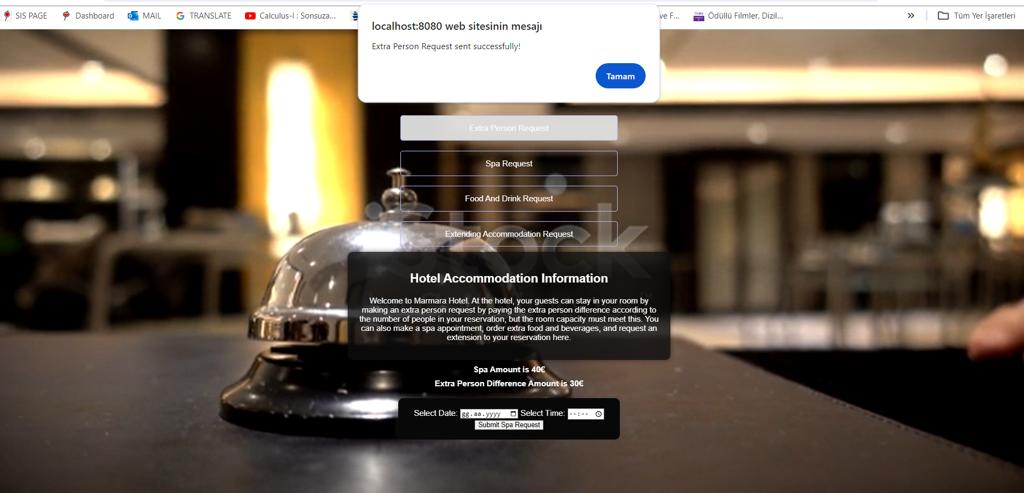 SIS PAGE
Dashboard
MAIL
TRANSLATE
Calculus-I : Sonsuza...
ve F...
Ödüllü Filmler, Dizil...
»
Tüm Yer İşaretleri
localhost:8080 web sitesinin mesajı
Extra Person Request sent successfully!
Tamam
Extra Person Request
Spa Request
Food And Drink Request
Extending Accommodation Request
iStock
Hotel Accommodation Information
Welcome to Marmara Hotel. At the hotel, your guests can stay in your room by
making an extra person request by paying the extra person difference according to
the number of people in your reservation, but the room capacity must meet this. You
can also make a spa appointment, order extra food and beverages, and request an
extension to your reservation here.
Spa Amount is 40€
Extra Person Difference Amount is 30€
Select Date: gg.aa.yyyy Select Time: --:--
Submit Spa Request